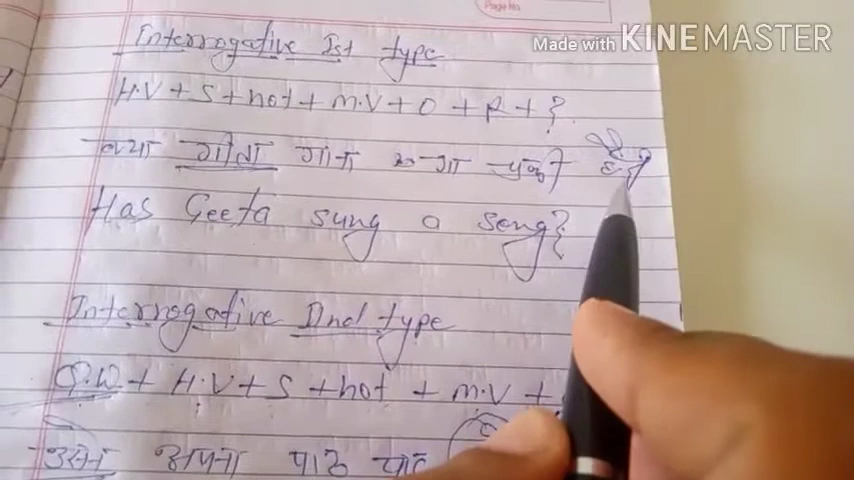 Page No
Made with KINEMASTER
Interrogative Ist type
H.V + S + not + m.V + O + R + ?
क्या गीता गाना गा चुकी है?
Has Geeta sung a song?
Interrogative IInd type
Q.W + H.V + S + not + m.V +
उसने अपना पाठ याद